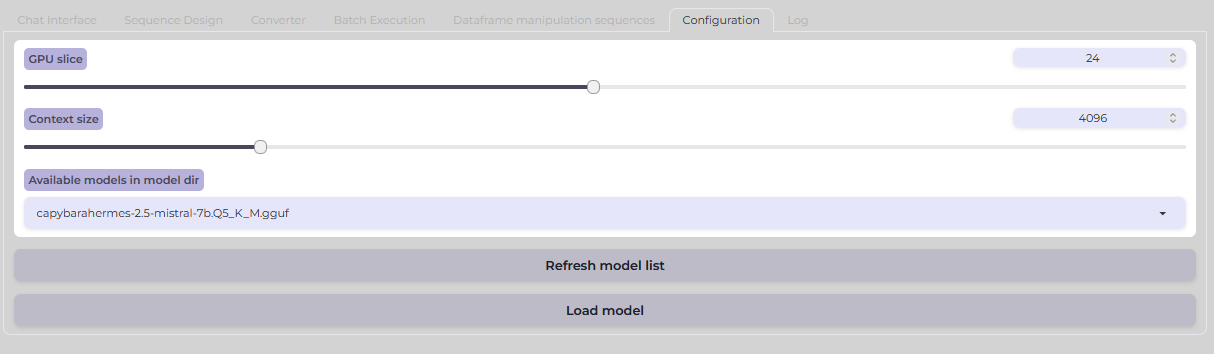 Chat Interface Sequence Design Converter Batch Execution Dataframe manipulation sequences Configuration Log
GPU slice 24
Context size 4096
Available models in model dir
capybarahermes-2.5-mistral-7b.Q5_K_M.gguf
Refresh model list
Load model